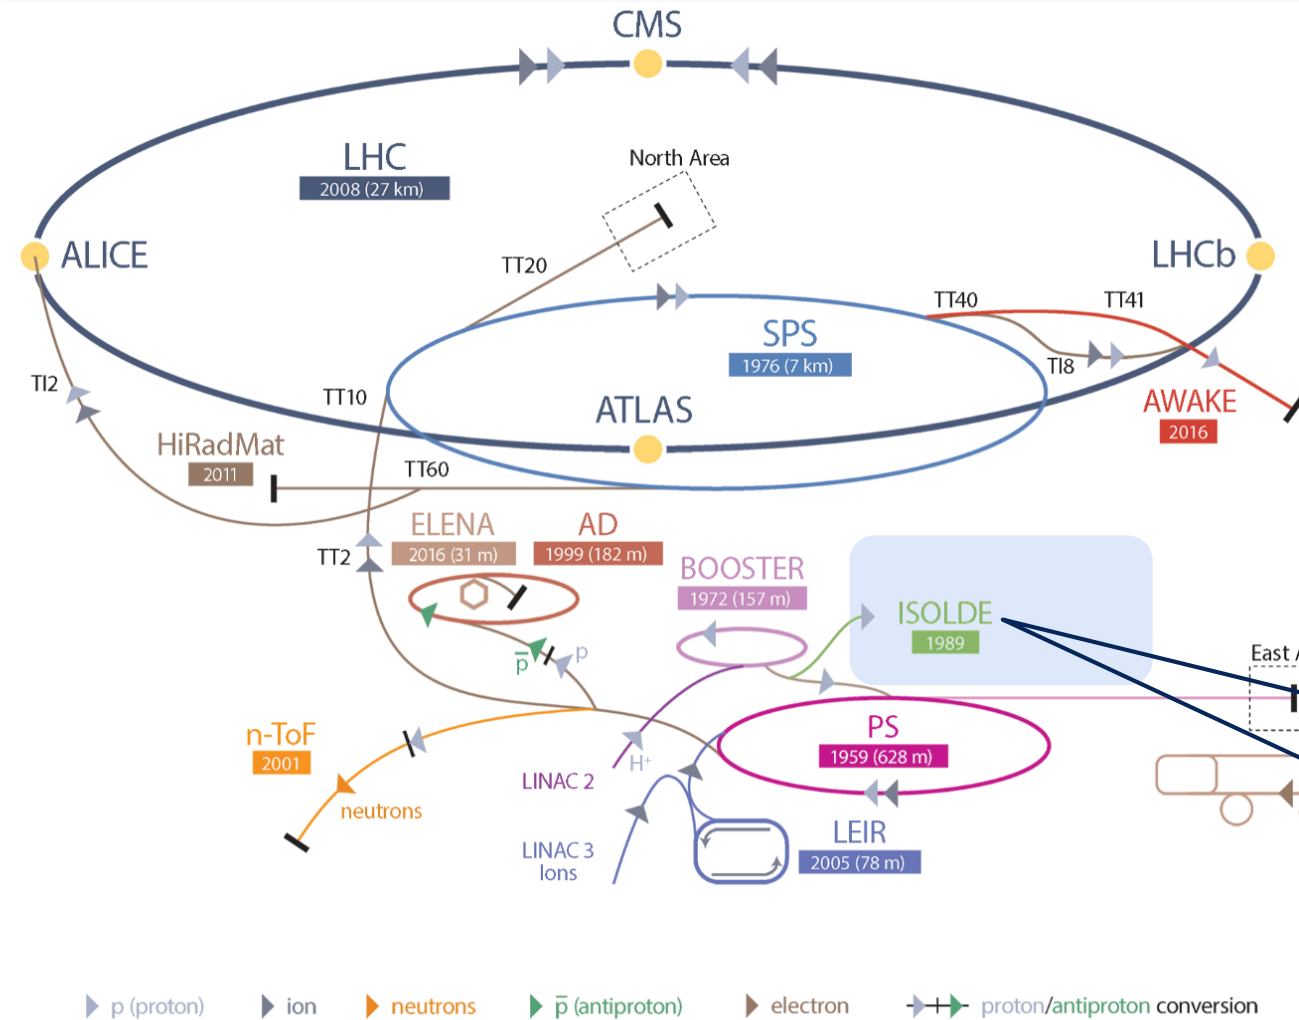 CMS
LHC
2008 (27 km)
North Area
ALICE
LHCb
TT20
TT40
TT41
SPS
1976 (7 km)
TI8
TI2
TT10
ATLAS
AWAKE
2016
HiRadMat
2011
TT60
ELENA
2016 (31 m)
AD
1999 (182 m)
TT2
BOOSTER
1972 (157 m)
ISOLDE
1989
p̅
p
East A
n-ToF
2001
PS
1959 (628 m)
H⁺
LINAC 2
neutrons
LEIR
2005 (78 m)
LINAC 3
Ions
p (proton)
ion
neutrons
p̅ (antiproton)
electron
proton/antiproton conversion